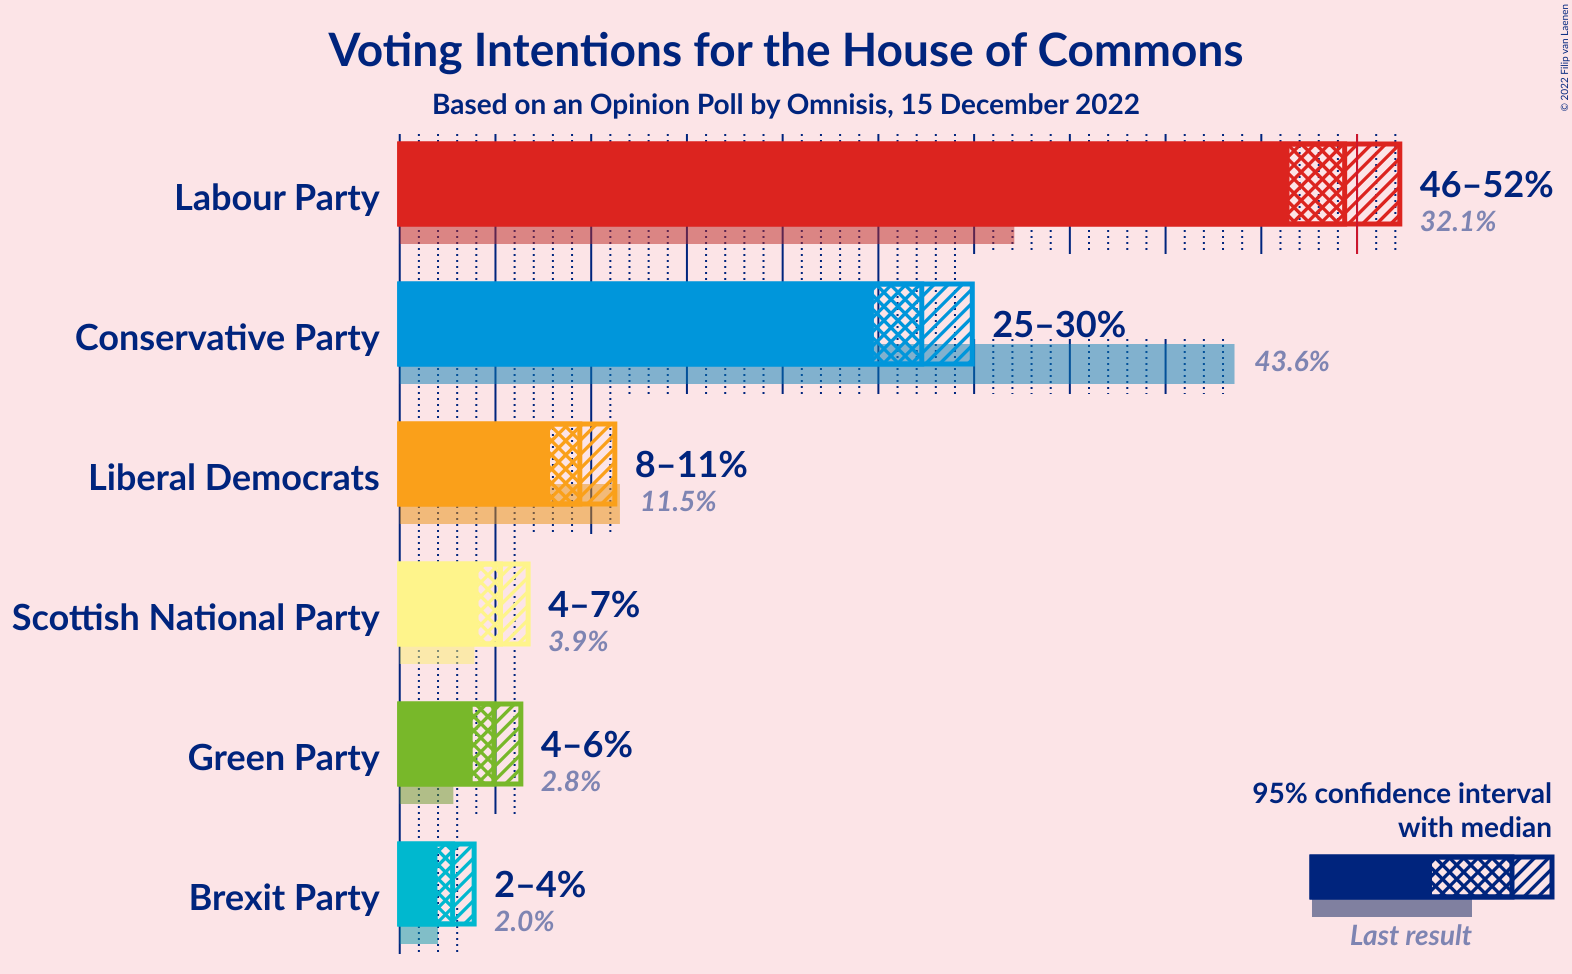 Voting Intentions for the House of Commons
Based on an Opinion Poll by Omnisis, 15 December 2022
© 2022 Filip van Laenen
Labour Party
46–52%
32.1%
Conservative Party
25–30%
43.6%
Liberal Democrats
8–11%
11.5%
Scottish National Party
4–7%
3.9%
Green Party
4–6%
2.8%
Brexit Party
2–4%
2.0%
95% confidence interval
with median
Last result